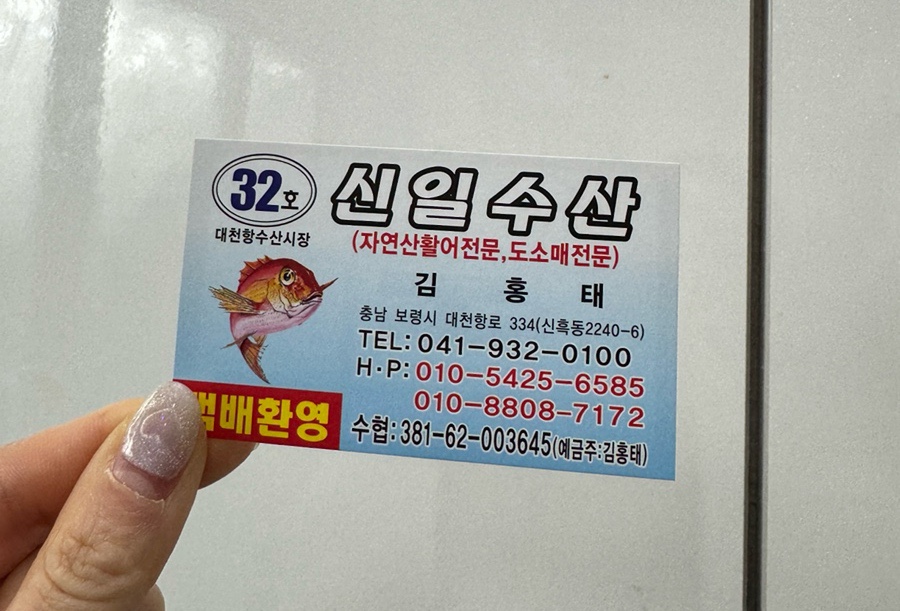 32호
대천항수산시장
신일수산
(자연산활어전문,도소매전문)
김 홍 태
충남 보령시 대천항로 334(신흑동2240-6)
TEL:041-932-0100
H·P:010-5425-6585
010-8808-7172
수협:381-62-003645(예금주:김홍태)